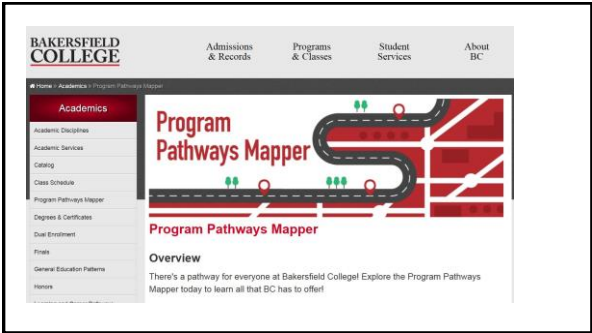 BAKERSFIELD
COLLEGE
Admissions
& Records
Programs
& Classes
Student
Services
About
BC
Home > Academics > Program Pathways Mapper
Academics
Academic Disciplines
Academic Services
Catalog
Class Schedule
Program Pathways Mapper
Degrees & Certificates
Dual Enrollment
Finals
General Education Patterns
Honors
Program
Pathways Mapper
Program Pathways Mapper
Overview
There's a pathway for everyone at Bakersfield College! Explore the Program Pathways
Mapper today to learn all that BC has to offer!